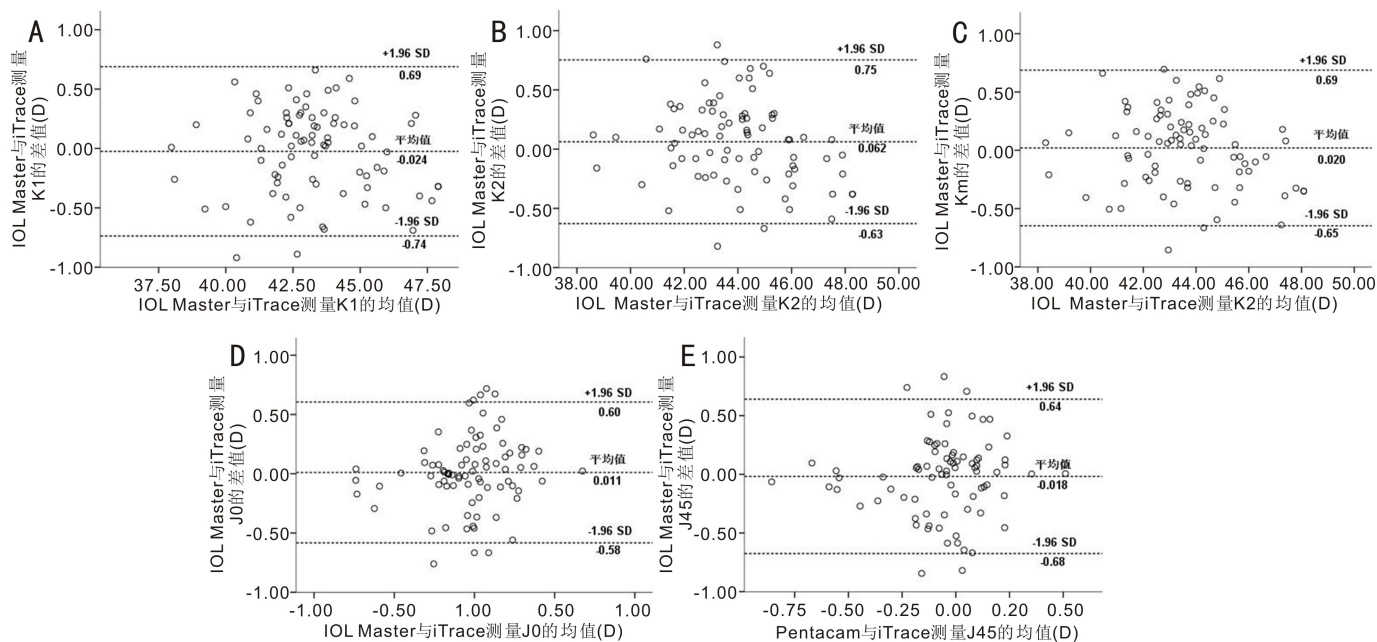 A
IOL Master与iTrace测量
K1的差值(D)
1.00
0.50
0.00
-0.50
-1.00
+1.96 SD
0.69
平均值
-0.024
-1.96 SD
-0.74
37.50
40.00
42.50
45.00
47.50
IOL Master与iTrace测量K1的均值(D)
B
IOL Master与iTrace测量
K2的差值(D)
1.00
0.50
0.00
-0.50
-1.00
+1.96 SD
0.75
平均值
0.062
-1.96 SD
-0.63
38.00
40.00
42.00
44.00
46.00
48.00
50.00
IOL Master与iTrace测量K2的均值(D)
C
IOL Master与iTrace测量
Km的差值(D)
1.00
0.50
0.00
-0.50
-1.00
+1.96 SD
0.69
平均值
0.020
-1.96 SD
-0.65
38.00
40.00
42.00
44.00
46.00
48.00
50.00
IOL Master与iTrace测量K2的均值(D)
D
IOL Master与iTrace测量
J0的差值(D)
1.00
0.50
0.00
-0.50
-1.00
+1.96 SD
0.60
平均值
0.011
-1.96 SD
-0.58
-1.00
-0.50
1.00
0.50
1.00
IOL Master与iTrace测量J0的均值(D)
E
IOL Master与iTrace测量
J45的差值(D)
1.00
0.50
0.00
-0.50
-1.00
+1.96 SD
0.64
平均值
-0.018
-1.96 SD
-0.68
-0.75
-0.50
-0.25
0.00
0.25
0.50
Pentacam与iTrace测量J45的均值(D)